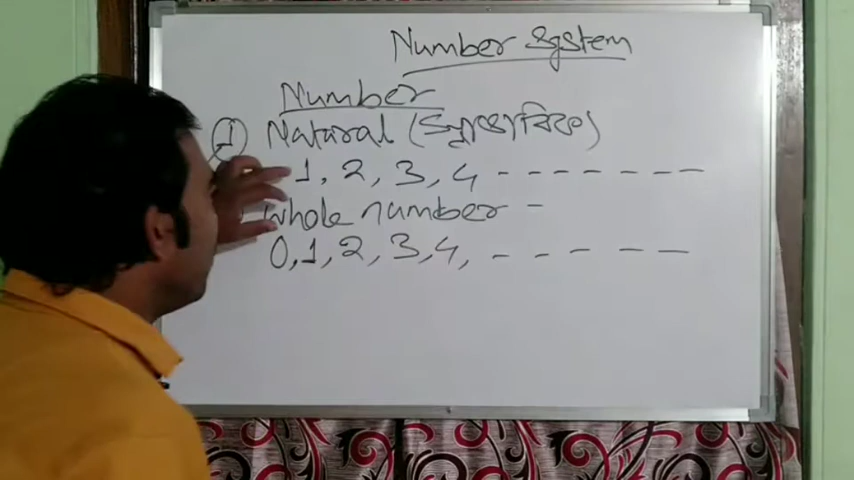 Number System
Number
① Natural (স্বাভাবিক)
1, 2, 3, 4 - - - - - - -
whole number -
0, 1, 2, 3, 4, - - - - -